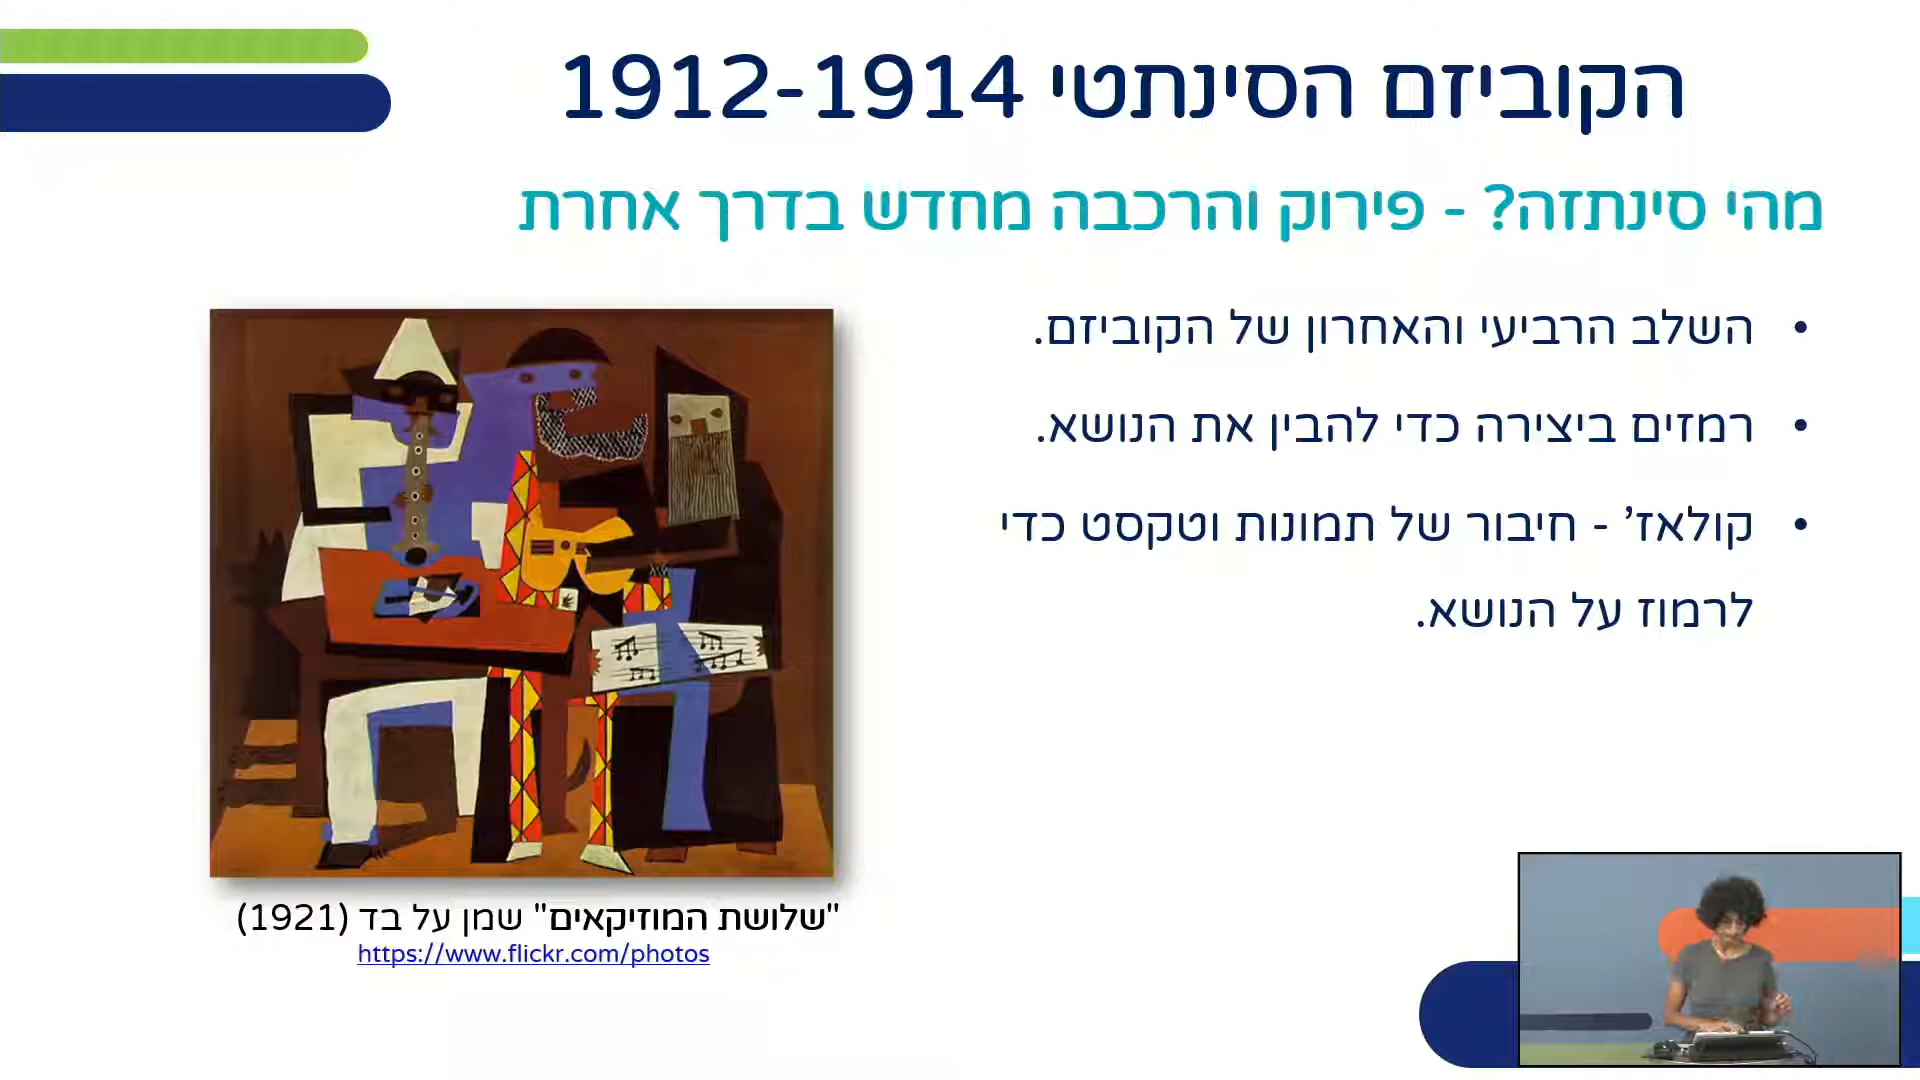 הקוביזם הסינתטי 1912-1914
מהי סינתזה? - פירוק והרכבה מחדש בדרך אחרת
• השלב הרביעי והאחרון של הקוביזם.
• רמזים ביצירה כדי להבין את הנושא.
• קולאז' - חיבור של תמונות וטקסט כדי
לרמוז על הנושא.
"שלושת המוזיקאים" שמן על בד (1921)
https://www.flickr.com/photos